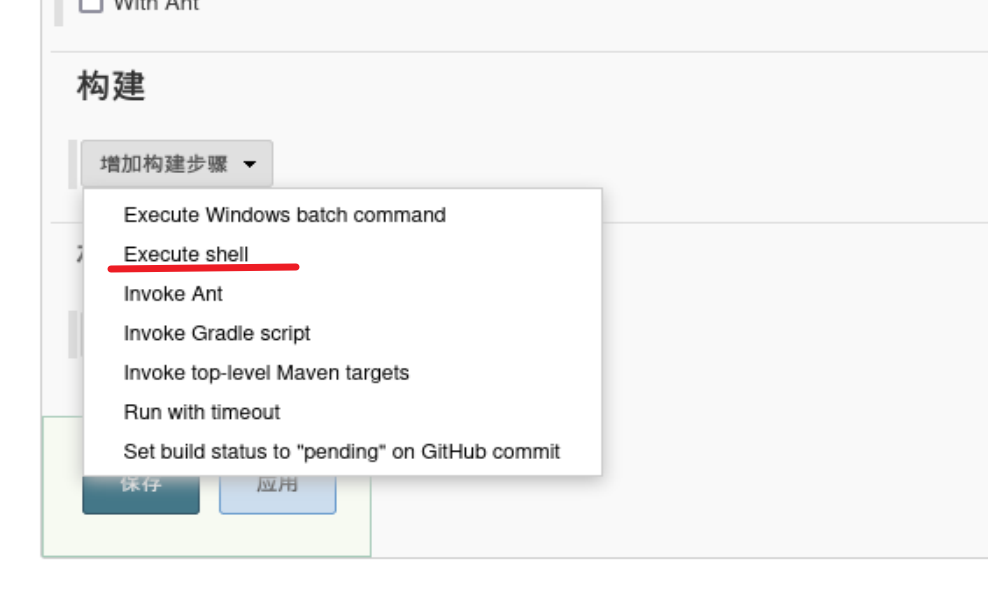 With Ant
构建
增加构建步骤
Execute Windows batch command
Execute shell
Invoke Ant
Invoke Gradle script
Invoke top-level Maven targets
Run with timeout
Set build status to "pending" on GitHub commit
保存 应用